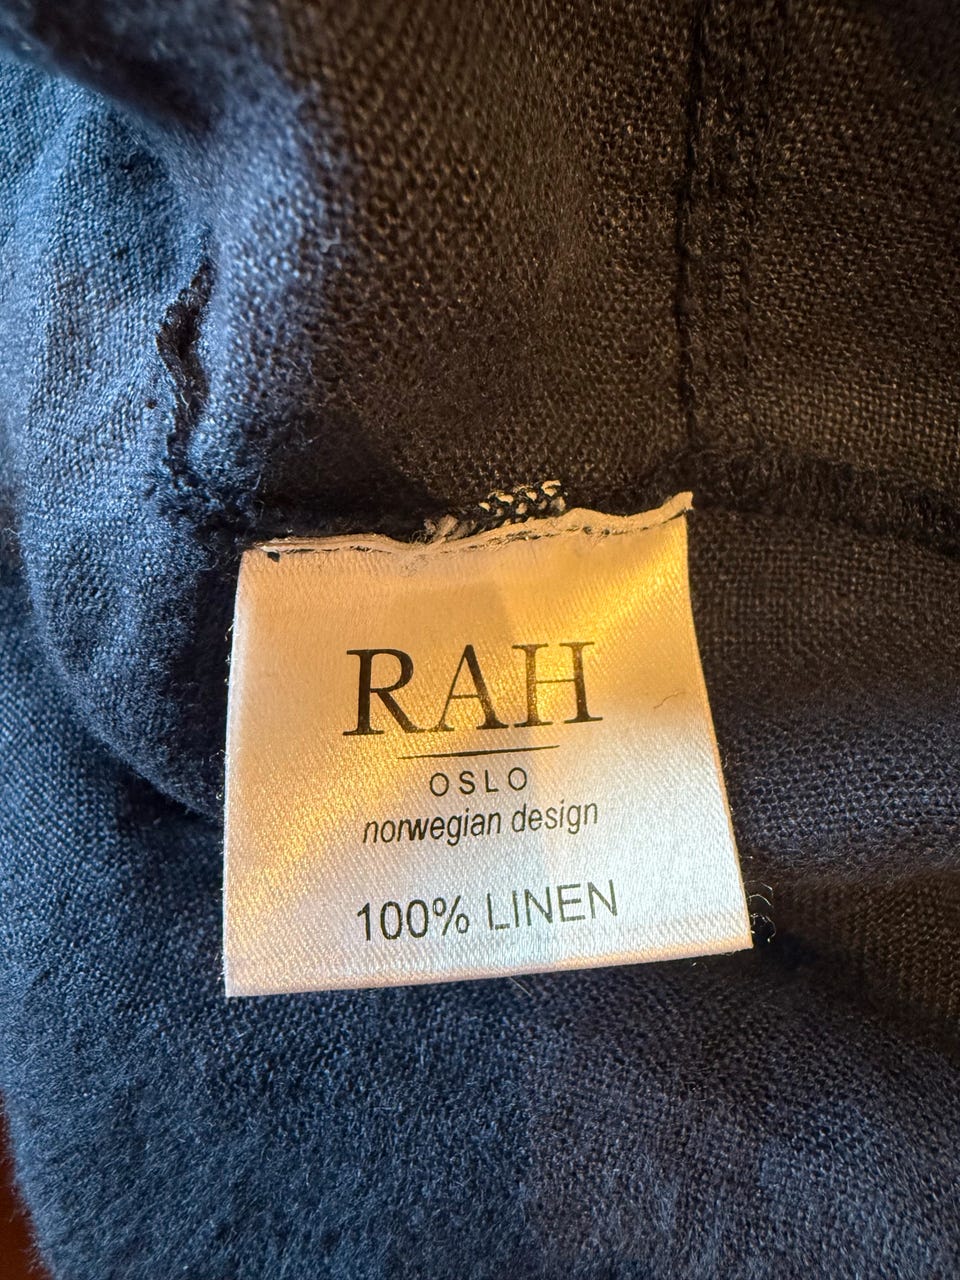 RAH
OSLO
norwegian design
100% LINEN